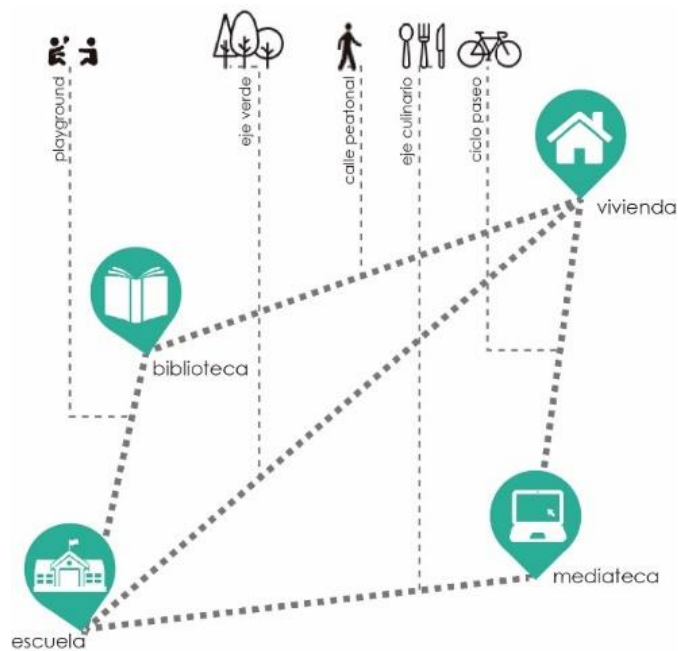 playground
eje verde
calle peatonal
eje culinario
ciclo paseo
vivienda
biblioteca
mediateca
escuela